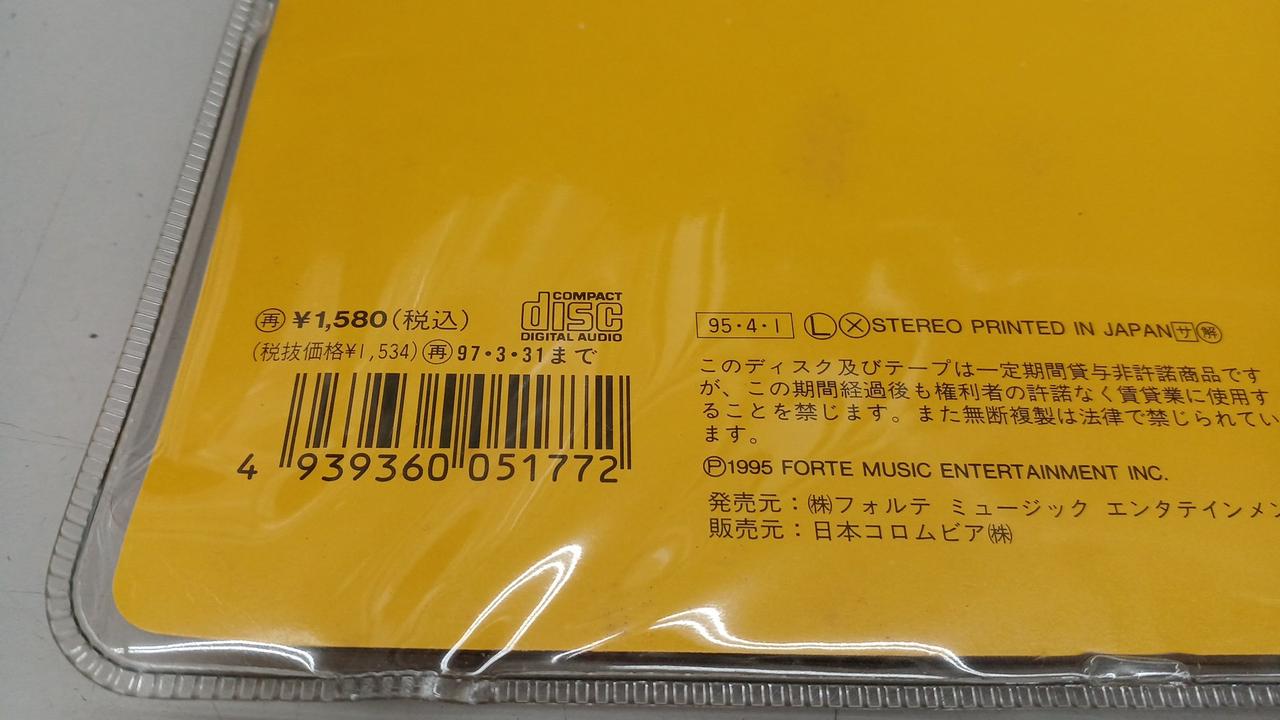 ㊢ ¥1,580(税込)
(税抜価格¥1,534) 再 97・3・31まで
COMPACT
disc
DIGITAL AUDIO
4 939360 051772
95・4・1 Ⓛ ⓧ STEREO PRINTED IN JAPAN サ 解
このディスク及びテープは一定期間貸与非許諾商品です
が、この期間経過後も権利者の許諾なく賃貸業に使用す
ることを禁じます。また無断複製は法律で禁じられてい
ます。
Ⓟ1995 FORTE MUSIC ENTERTAINMENT INC.
発売元:㈱フォルテ ミュージック エンタテインメン
販売元:日本コロムビア㈱